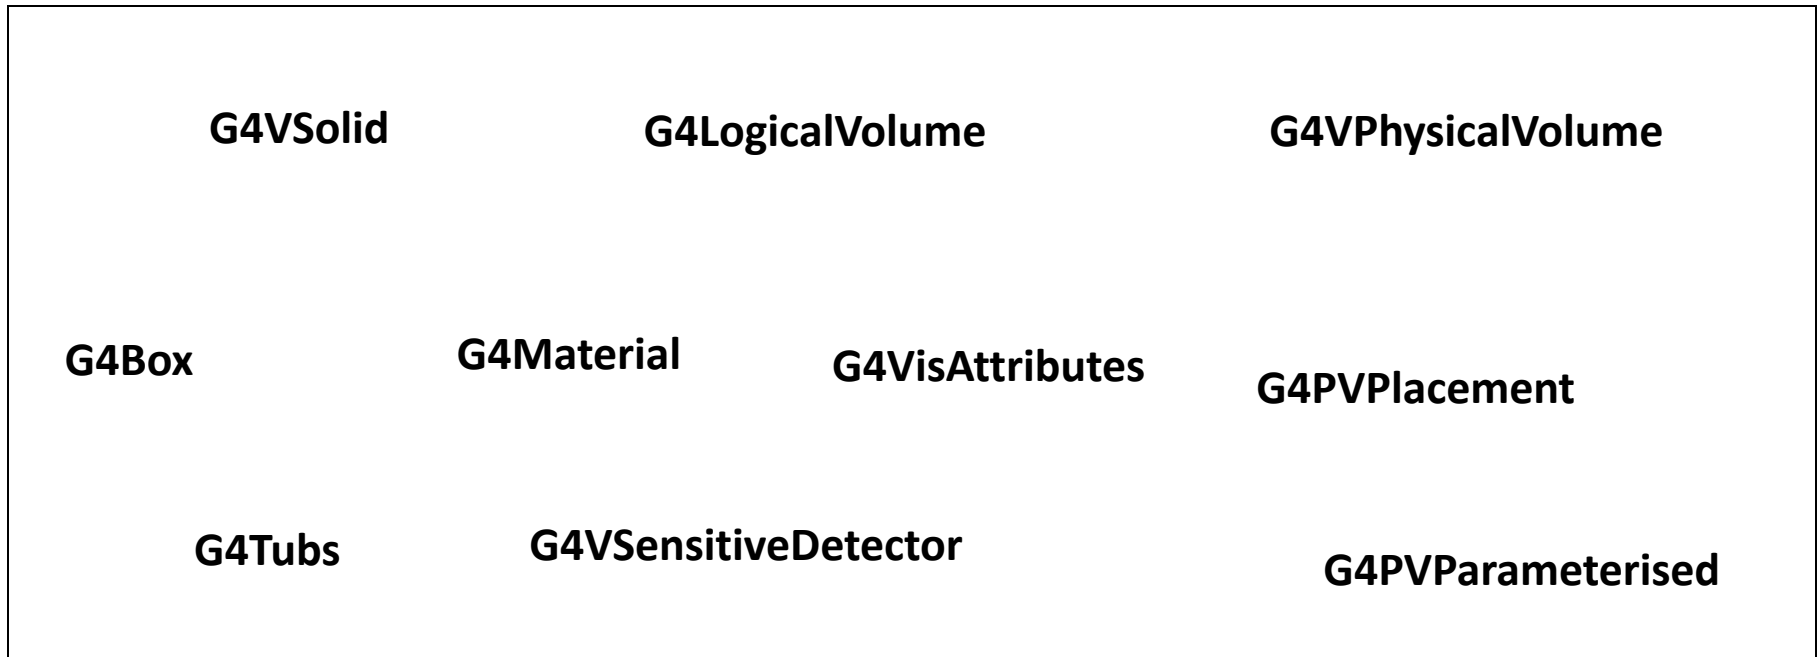 G4VSolid
G4LogicalVolume
G4VPhysicalVolume
G4Box
G4Material
G4VisAttributes
G4PVPlacement
G4Tubs
G4VSensitiveDetector
G4PVParameterised